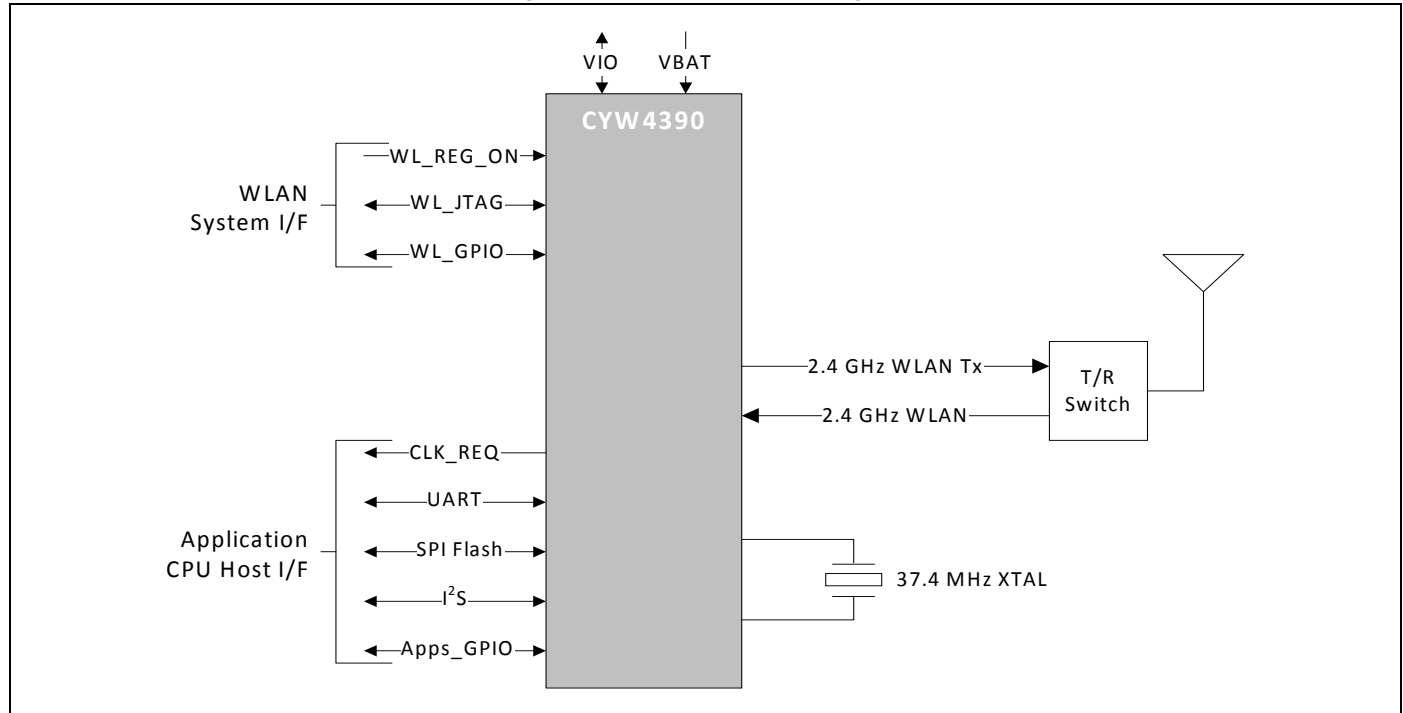 VIO VBAT
CYW4390
WL_REG_ON
WLAN
System I/F
WL_JTAG
WL_GPIO
2.4 GHz WLAN Tx
T/R
Switch
2.4 GHz WLAN
CLK_REQ
UART
Application
CPU Host I/F
SPI Flash
I²S
Apps_GPIO
37.4 MHz XTAL